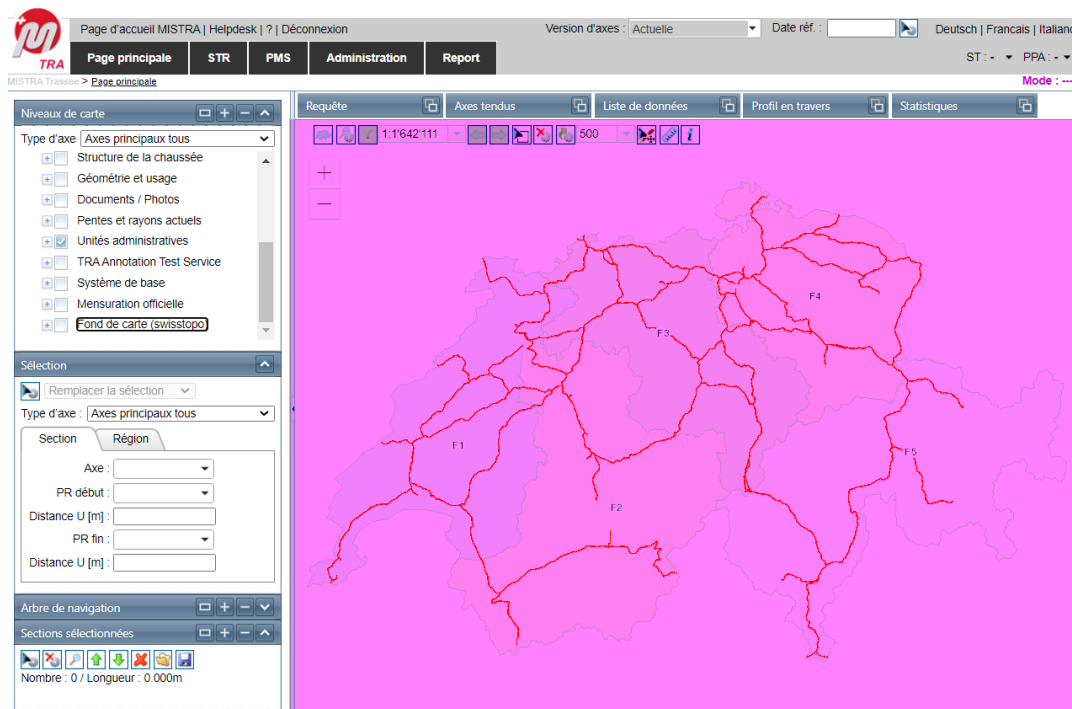 Page d'accueil MISTRA | Helpdesk | ? | Déconnexion
Version d'axes : Actuelle
Date réf. :
Deutsch | Francais | Italiano
TRA
Page principale STR PMS Administration Report
ST : - PPA : -
MISTRA Trassee > Page principale
Mode : ---
Niveaux de carte
Type d'axe Axes principaux tous
Structure de la chaussée
Géométrie et usage
Documents / Photos
Pentes et rayons actuels
Unités administratives
TRA Annotation Test Service
Système de base
Mensuration officielle
Fond de carte (swisstopo)
Sélection
Remplacer la sélection
Type d'axe : Axes principaux tous
Section Région
Axe :
PR début :
Distance U [m] :
PR fin :
Distance U [m] :
Arbre de navigation
Sections sélectionnées
Nombre : 0 / Longueur : 0.000m
Requête Axes tendus Liste de données Profil en travers Statistiques
1:1'642'111 500
+
−
F4
F3
F1
F5
F2